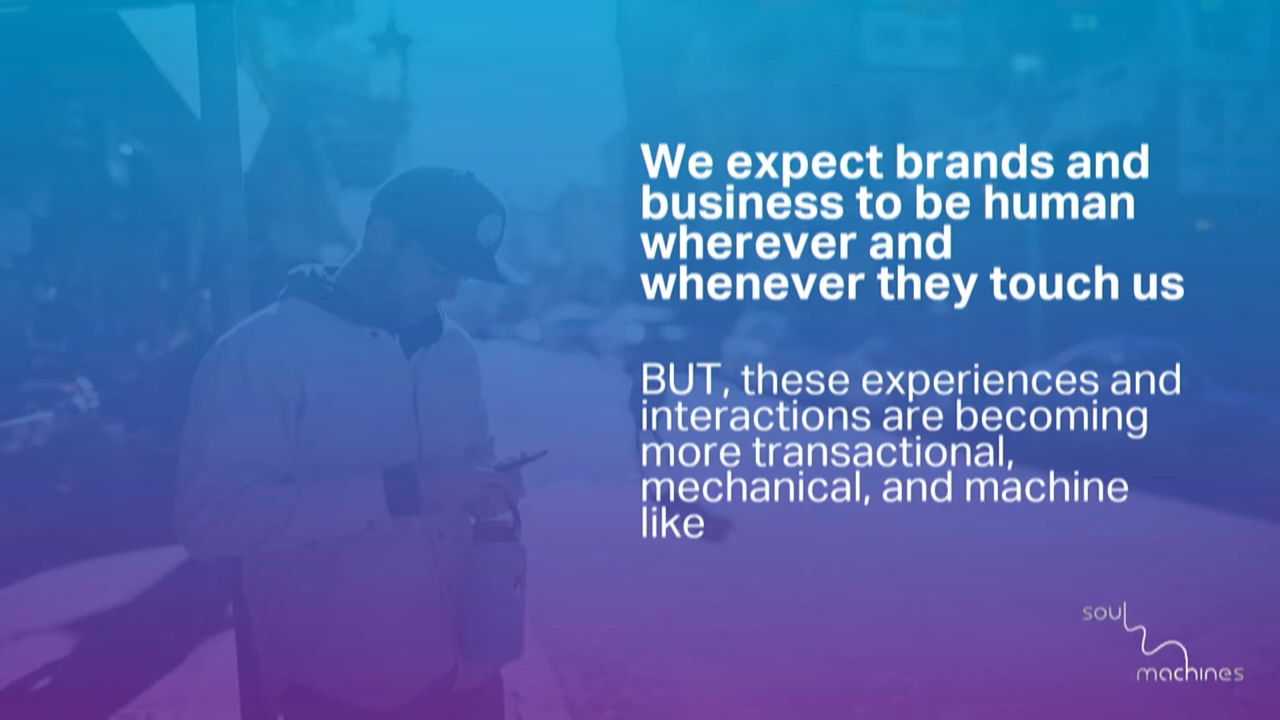 We expect brands and
business to be human
wherever and
whenever they touch us
BUT, these experiences and
interactions are becoming
more transactional,
mechanical, and machine
like
soul
machines